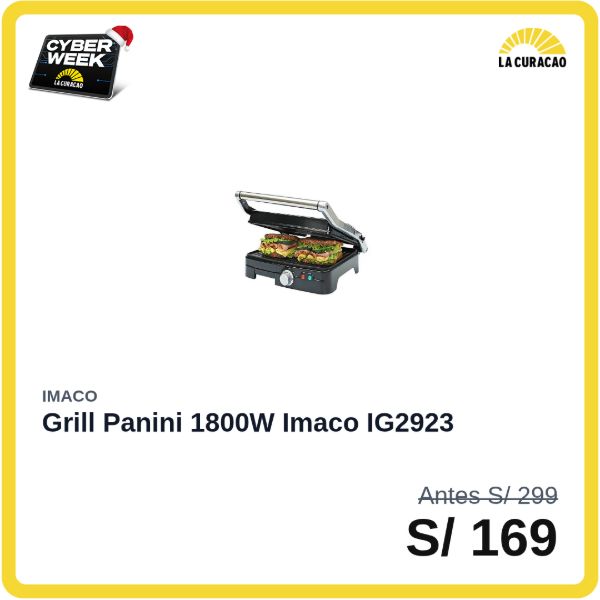 CYBER
WEEK
LA CURACAO
LA CURACAO
IMACO
Grill Panini 1800W Imaco IG2923
Antes S/ 299
S/ 169